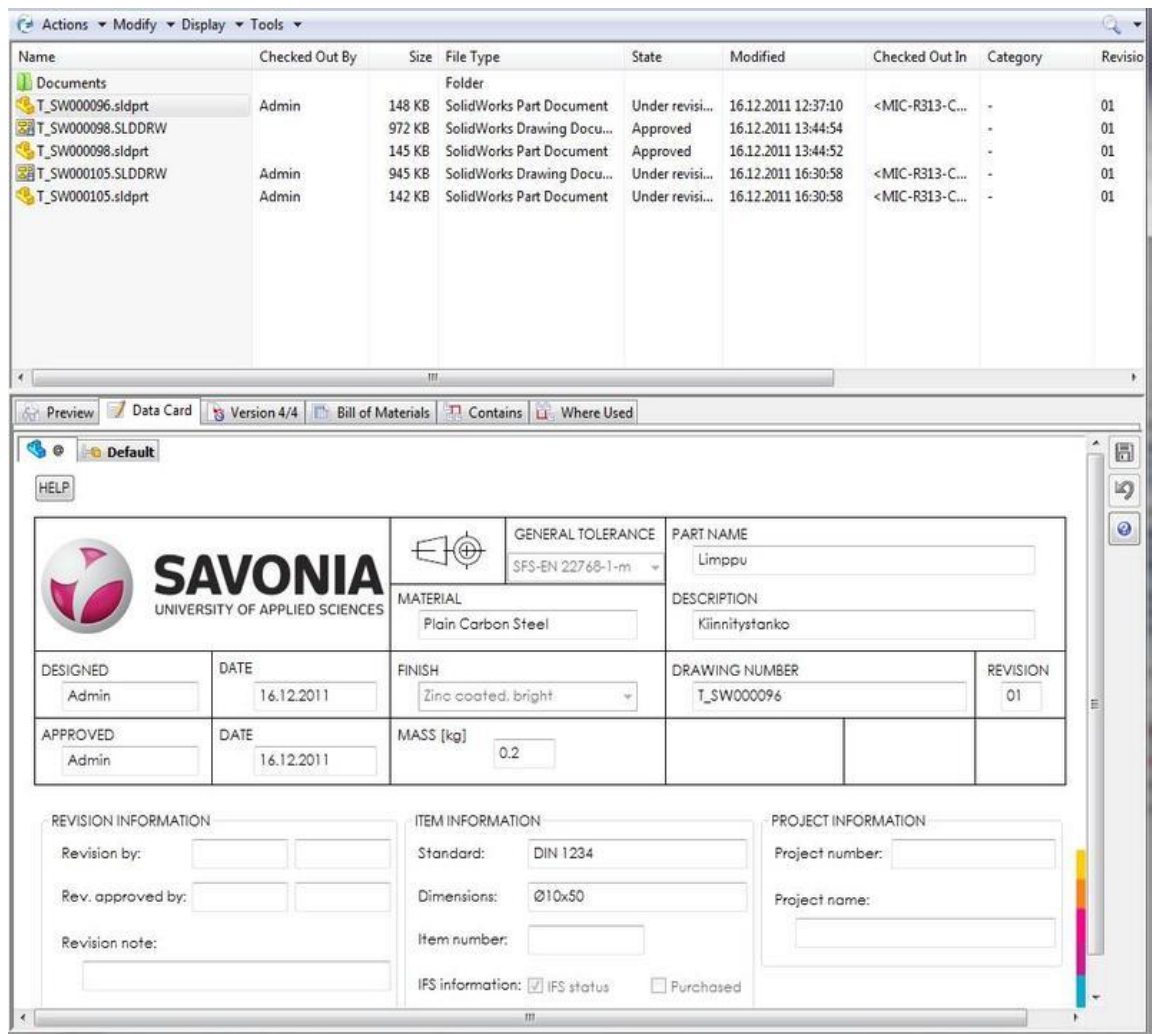 Actions Modify Display Tools
Name Checked Out By Size File Type State Modified Checked Out In Category Revisio
Documents Folder
T_SW000096.sldprt Admin 148 KB SolidWorks Part Document Under revisi... 16.12.2011 12:37:10 <MIC-R313-C... - 01
T_SW000098.SLDDRW 972 KB SolidWorks Drawing Docu... Approved 16.12.2011 13:44:54 - 01
T_SW000098.sldprt 145 KB SolidWorks Part Document Approved 16.12.2011 13:44:52 - 01
T_SW000105.SLDDRW Admin 945 KB SolidWorks Drawing Docu... Under revisi... 16.12.2011 16:30:58 <MIC-R313-C... - 01
T_SW000105.sldprt Admin 142 KB SolidWorks Part Document Under revisi... 16.12.2011 16:30:58 <MIC-R313-C... - 01
Preview Data Card Version 4/4 Bill of Materials Contains Where Used
@ Default
HELP
SAVONIA
UNIVERSITY OF APPLIED SCIENCES
GENERAL TOLERANCE
SFS-EN 22768-1-m
PART NAME
Limppu
MATERIAL
Plain Carbon Steel
DESCRIPTION
Kiinnitystanko
DESIGNED DATE FINISH DRAWING NUMBER REVISION
Admin 16.12.2011 Zinc coated, bright T_SW000096 01
APPROVED DATE MASS [kg]
Admin 16.12.2011 0.2
REVISION INFORMATION ITEM INFORMATION PROJECT INFORMATION
Revision by: Standard: DIN 1234 Project number:
Rev. approved by: Dimensions: Ø10x50 Project name:
Revision note: Item number:
IFS information: IFS status Purchased